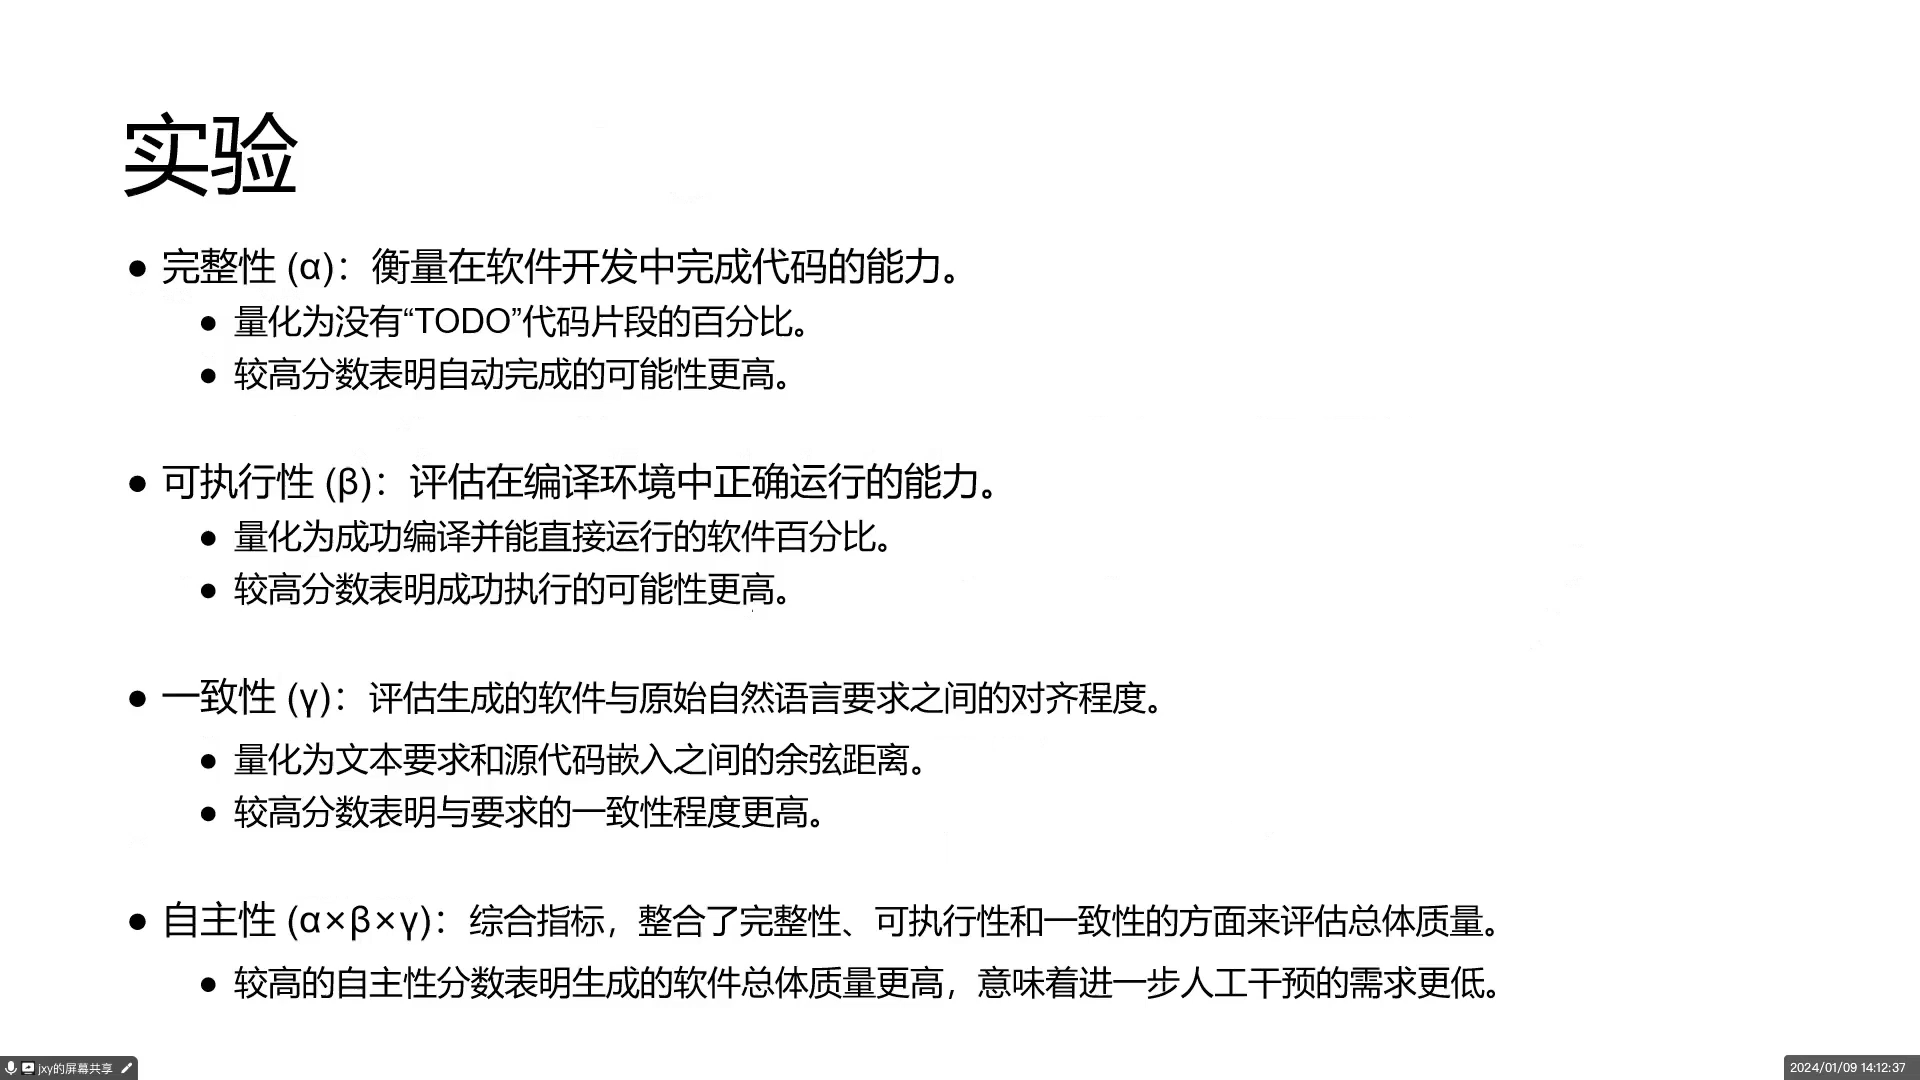 实验
● 完整性 (α)：衡量在软件开发中完成代码的能力。
● 量化为没有“TODO”代码片段的百分比。
● 较高分数表明自动完成的可能性更高。
● 可执行性 (β)：评估在编译环境中正确运行的能力。
● 量化为成功编译并能直接运行的软件百分比。
● 较高分数表明成功执行的可能性更高。
● 一致性 (γ)：评估生成的软件与原始自然语言要求之间的对齐程度。
● 量化为文本要求和源代码嵌入之间的余弦距离。
● 较高分数表明与要求的一致性程度更高。
● 自主性 (α×β×γ)：综合指标，整合了完整性、可执行性和一致性的方面来评估总体质量。
● 较高的自主性分数表明生成的软件总体质量更高，意味着进一步人工干预的需求更低。
jxy的屏幕共享
2024/01/09 14:12:37